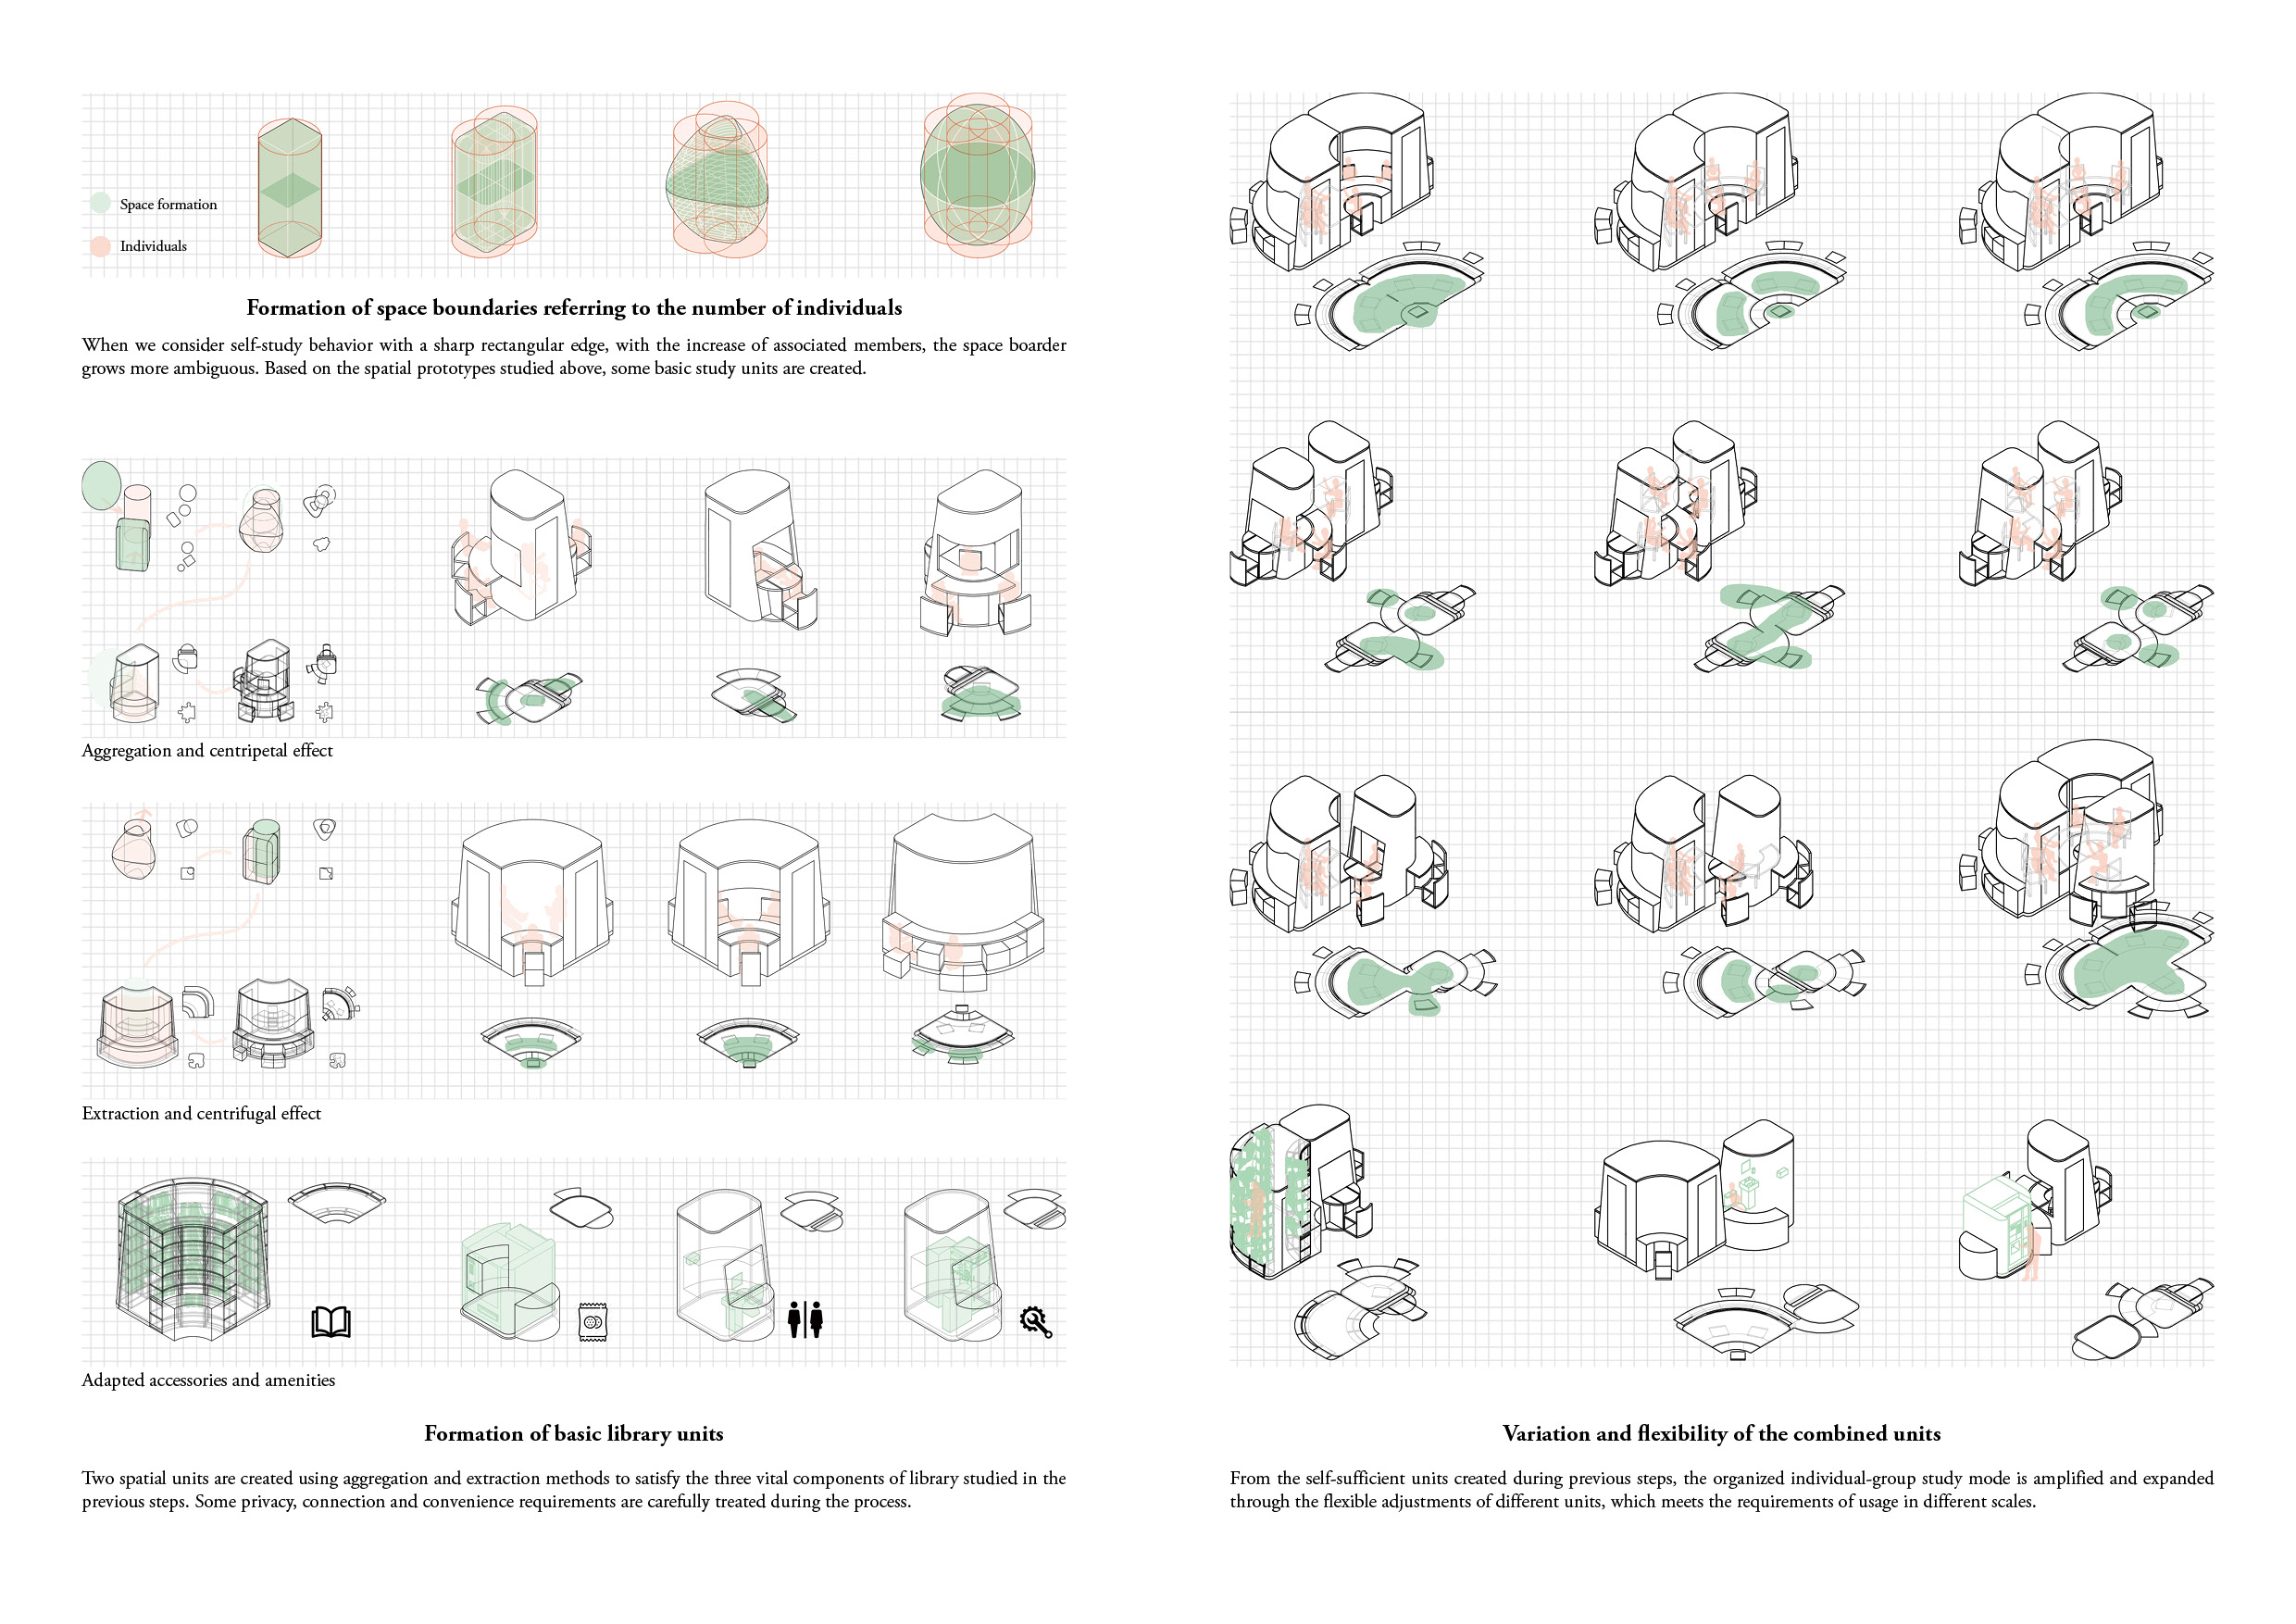 Space formation
Individuals
Formation of space boundaries referring to the number of individuals
When we consider self-study behavior with a sharp rectangular edge, with the increase of associated members, the space boarder
grows more ambiguous. Based on the spatial prototypes studied above, some basic study units are created.
Aggregation and centripetal effect
Extraction and centrifugal effect
Adapted accessories and amenities
Formation of basic library units
Two spatial units are created using aggregation and extraction methods to satisfy the three vital components of library studied in the
previous steps. Some privacy, connection and convenience requirements are carefully treated during the process.
Variation and flexibility of the combined units
From the self-sufficient units created during previous steps, the organized individual-group study mode is amplified and expanded
through the flexible adjustments of different units, which meets the requirements of usage in different scales.